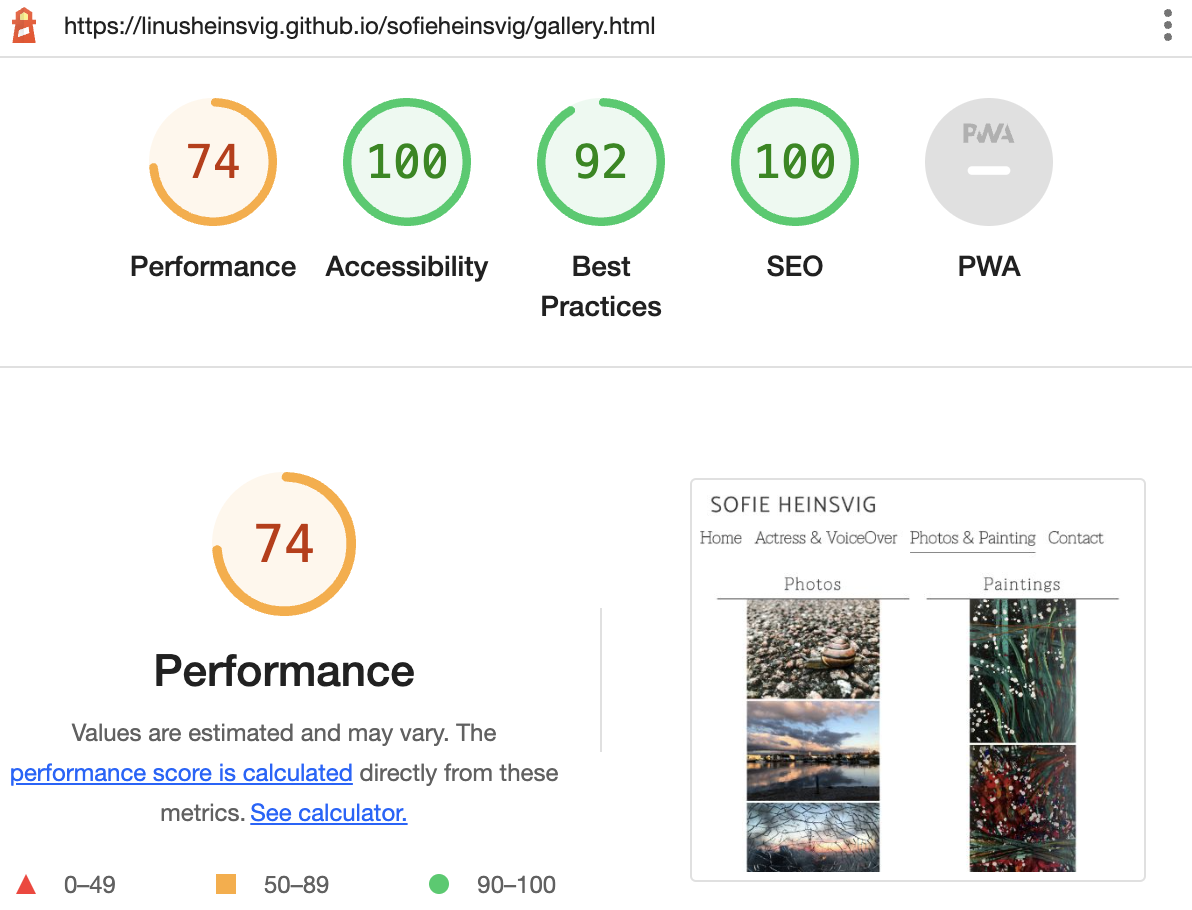 https://linusheinsvig.github.io/sofieheinsvig/gallery.html
74
100
92
100
PWA
Performance
Accessibility
Best
Practices
SEO
PWA
74
Performance
Values are estimated and may vary. The
performance score is calculated directly from these
metrics. See calculator.
0–49
50–89
90–100
SOFIE HEINSVIG
Home Actress & VoiceOver Photos & Painting Contact
Photos
Paintings